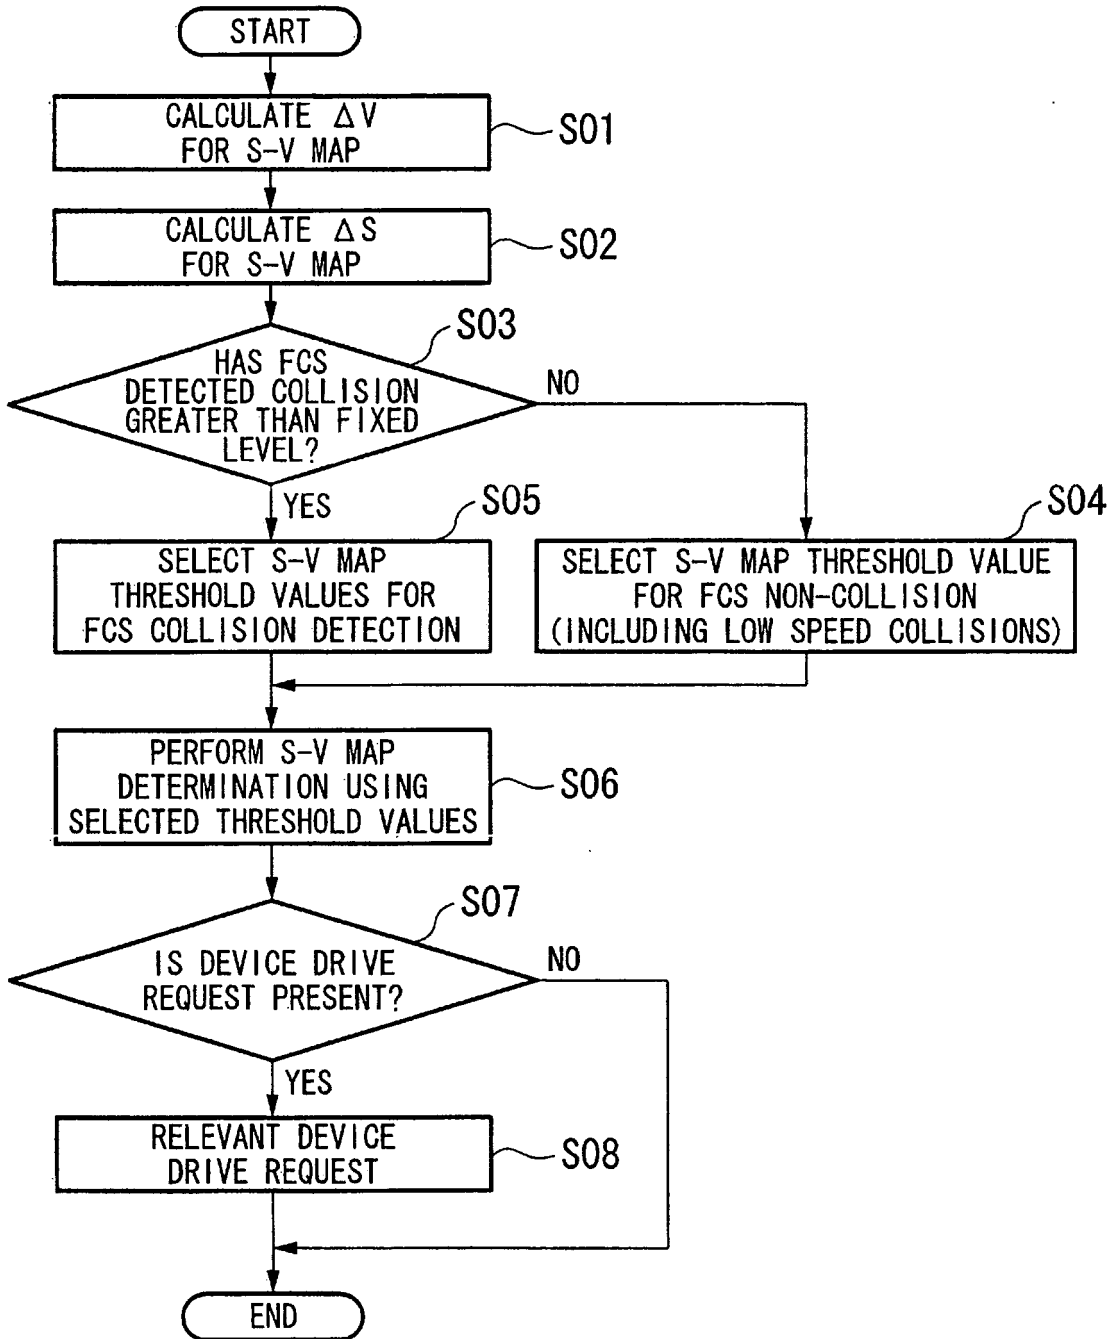 START
CALCULATE ΔV
FOR S-V MAP
S01
CALCULATE ΔS
FOR S-V MAP
S02
S03
HAS FCS
DETECTED COLLISION
GREATER THAN FIXED
LEVEL?
NO
YES
S05
S04
SELECT S-V MAP
THRESHOLD VALUES FOR
FCS COLLISION DETECTION
SELECT S-V MAP THRESHOLD VALUE
FOR FCS NON-COLLISION
(INCLUDING LOW SPEED COLLISIONS)
PERFORM S-V MAP
DETERMINATION USING
SELECTED THRESHOLD VALUES
S06
S07
IS DEVICE DRIVE
REQUEST PRESENT?
NO
YES
RELEVANT DEVICE
DRIVE REQUEST
S08
END